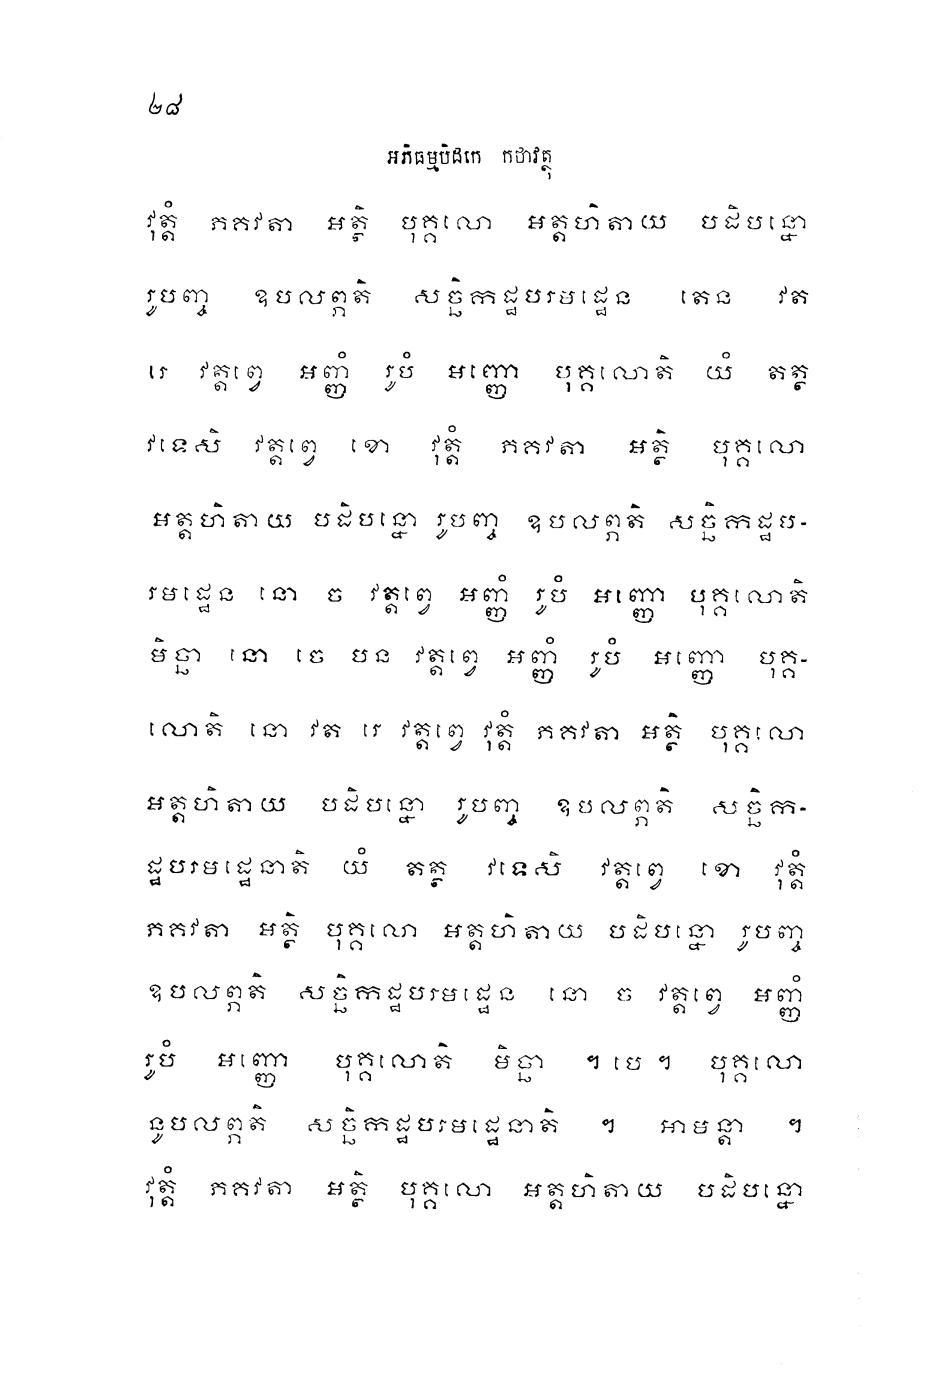 ២៨
អភិធម្មបិដកេ កថាវត្ថុ
វុត្តំ ភគវតា អត្ថិ បុគ្គលោ អត្តហិតាយ បដិបន្នោ
រូបញ្ច ឧបលព្ភតិ សច្ឆិកដ្ឋបរមដ្ឋេន តេន វត
រេ វត្តព្វេ អញ្ញំ រូបំ អញ្ញោ បុគ្គលោតិ យំ តត្ថ
វទេសិ វត្តព្វេ ខោ វុត្តំ ភគវតា អត្ថិ បុគ្គលោ
អត្តហិតាយ បដិបន្នោ រូបញ្ច ឧបលព្ភតិ សច្ឆិកដ្ឋប-
រមដ្ឋេន នោ ច វត្តព្វេ អញ្ញំ រូបំ អញ្ញោ បុគ្គលោតិ
មិច្ឆា នោ ចេ បន វត្តព្វេ អញ្ញំ រូបំ អញ្ញោ បុគ្គ-
លោតិ នោ វត រេ វត្តព្វេ វុត្តំ ភគវតា អត្ថិ បុគ្គលោ
អត្តហិតាយ បដិបន្នោ រូបញ្ច ឧបលព្ភតិ សច្ឆិក-
ដ្ឋបរមដ្ឋេនាតិ យំ តត្ថ វទេសិ វត្តព្វេ ខោ វុត្តំ
ភគវតា អត្ថិ បុគ្គលោ អត្តហិតាយ បដិបន្នោ រូបញ្ច
ឧបលព្ភតិ សច្ឆិកដ្ឋបរមដ្ឋេន នោ ច វត្តព្វេ អញ្ញំ
រូបំ អញ្ញោ បុគ្គលោតិ មិច្ឆា ។ បេ ។ បុគ្គលោ
នូបលព្ភតិ សច្ឆិកដ្ឋបរមដ្ឋេនាតិ ។ អាមន្តា ។
វុត្តំ ភគវតា អត្ថិ បុគ្គលោ អត្តហិតាយ បដិបន្នោ